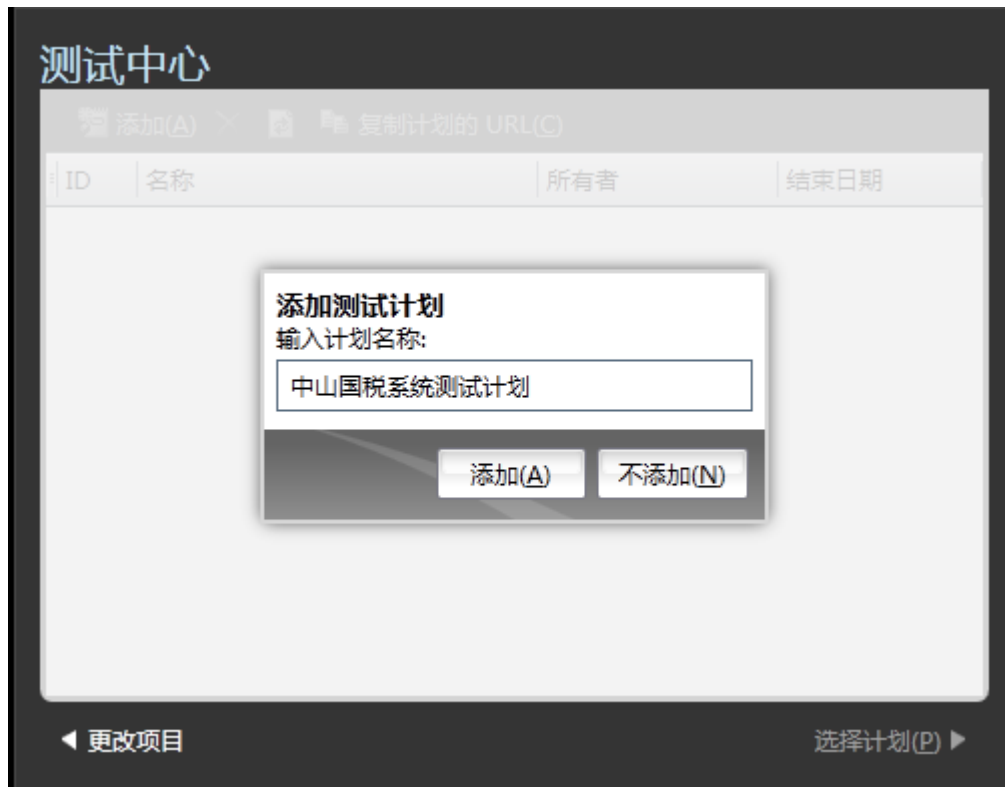 测试中心
添加(A) 复制计划的 URL(C)
ID 名称 所有者 结束日期
添加测试计划
输入计划名称:
中山国税系统测试计划
添加(A) 不添加(N)
更改项目 选择计划(P)